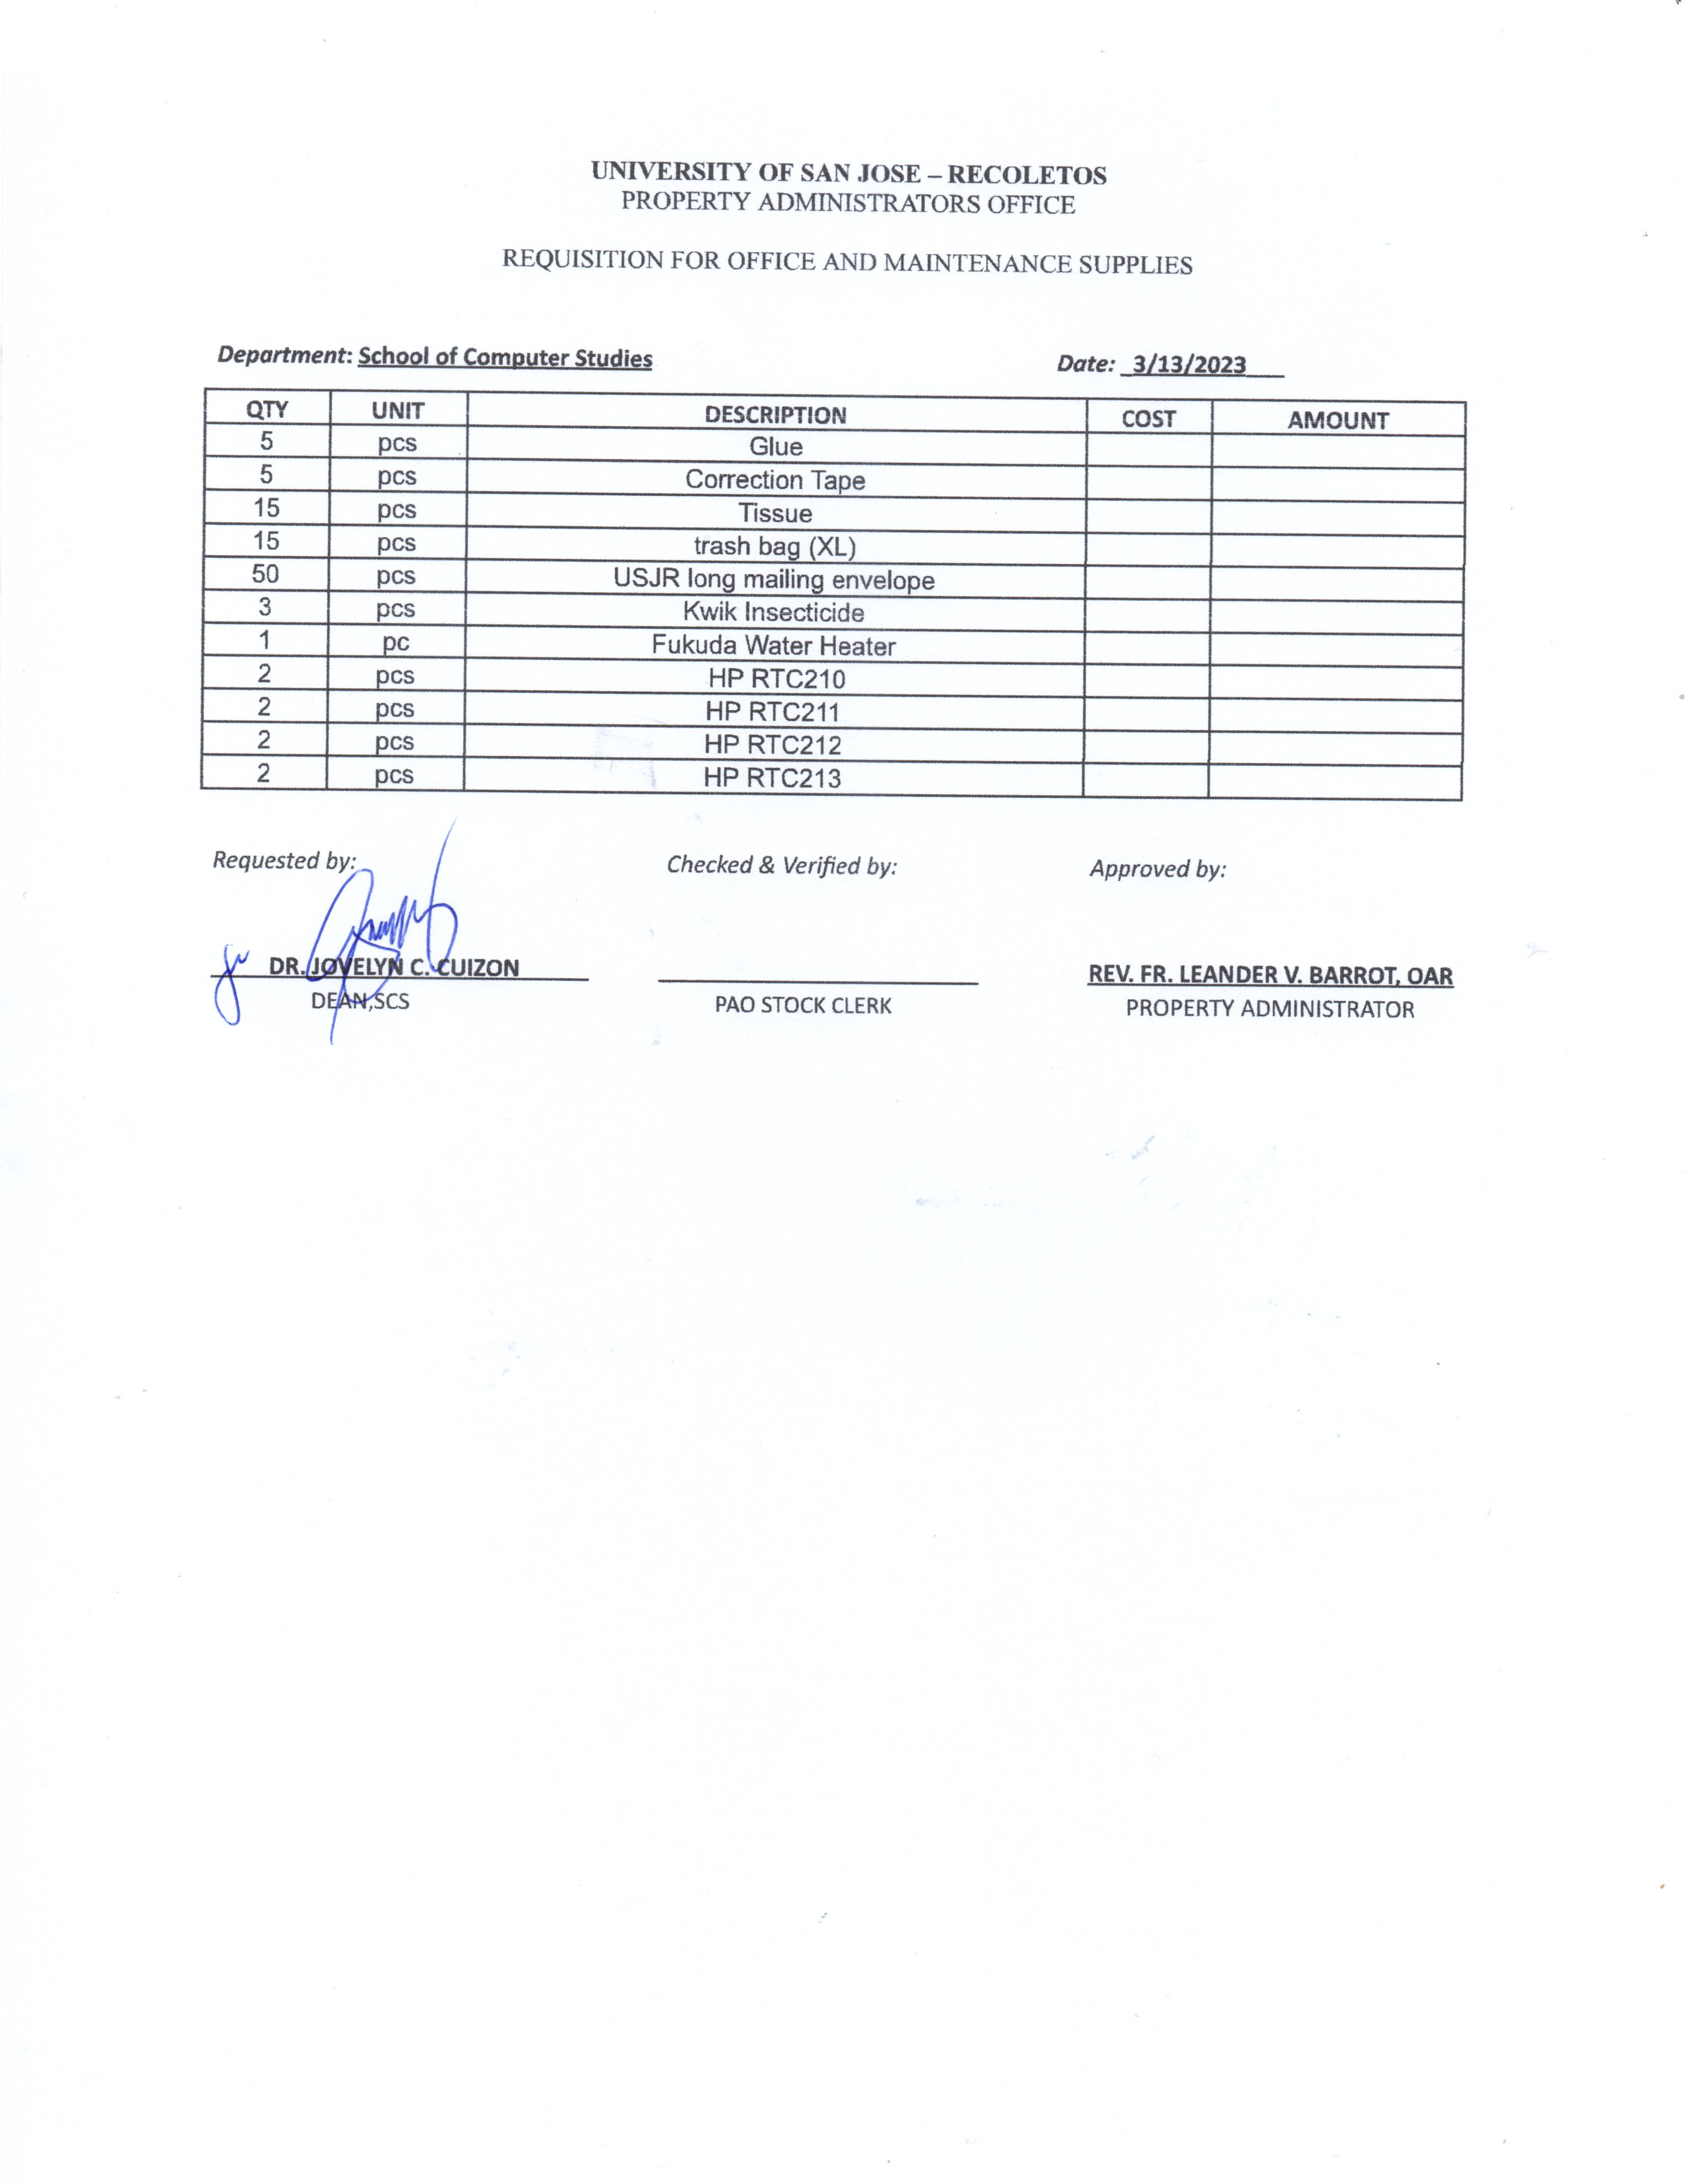 UNIVERSITY OF SAN JOSE – RECOLETOS
PROPERTY ADMINISTRATORS OFFICE
REQUISITION FOR OFFICE AND MAINTENANCE SUPPLIES
Department: School of Computer Studies Date: 3/13/2023
QTY UNIT DESCRIPTION COST AMOUNT
5 pcs Glue
5 pcs Correction Tape
15 pcs Tissue
15 pcs trash bag (XL)
50 pcs USJR long mailing envelope
3 pcs Kwik Insecticide
1 pc Fukuda Water Heater
2 pcs HP RTC210
2 pcs HP RTC211
2 pcs HP RTC212
2 pcs HP RTC213
Requested by: Checked & Verified by: Approved by:
DR. JOVELYN C. CUIZON REV. FR. LEANDER V. BARROT, OAR
DEAN,SCS PAO STOCK CLERK PROPERTY ADMINISTRATOR